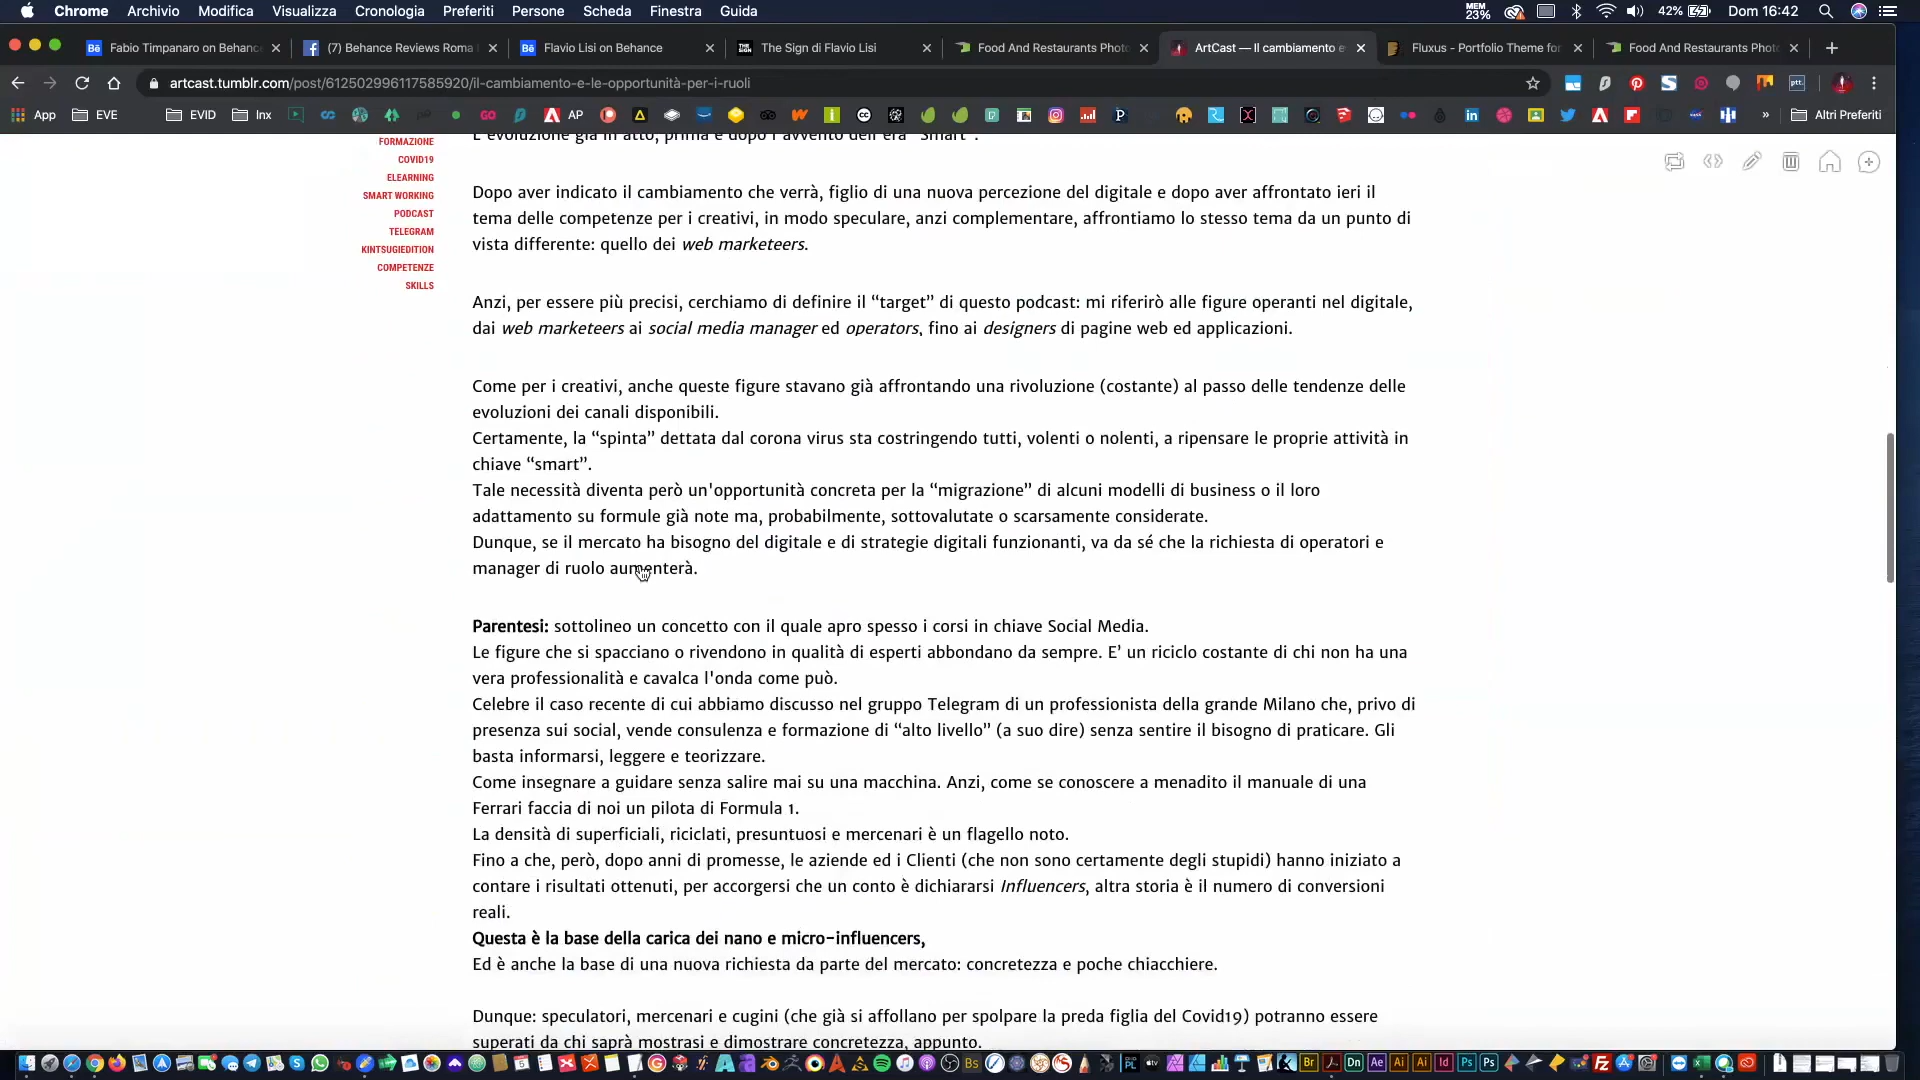 Chrome Archivio Modifica Visualizza Cronologia Preferiti Persone Scheda Finestra Guida
MEM 23% 42% Dom 16:42
Fabio Timpanaro on Behance
(7) Behance Reviews Roma
Flavio Lisi on Behance
The Sign di Flavio Lisi
Food And Restaurants Photo
ArtCast — Il cambiamento e
Fluxus - Portfolio Theme for
Food And Restaurants Photo
artcast.tumblr.com/post/612502996117585920/il-cambiamento-e-le-opportunità-per-i-ruoli
App EVE EVID Inx AP Altri Preferiti
FORMAZIONE
COVID19
ELEARNING
SMART WORKING
PODCAST
TELEGRAM
KINTSUGIEDITION
COMPETENZE
SKILLS
L'evoluzione già in atto, prima e dopo l'avvento dell'era "Smart".
Dopo aver indicato il cambiamento che verrà, figlio di una nuova percezione del digitale e dopo aver affrontato ieri il
tema delle competenze per i creativi, in modo speculare, anzi complementare, affrontiamo lo stesso tema da un punto di
vista differente: quello dei web marketeers.
Anzi, per essere più precisi, cerchiamo di definire il “target” di questo podcast: mi riferirò alle figure operanti nel digitale,
dai web marketeers ai social media manager ed operators, fino ai designers di pagine web ed applicazioni.
Come per i creativi, anche queste figure stavano già affrontando una rivoluzione (costante) al passo delle tendenze delle
evoluzioni dei canali disponibili.
Certamente, la “spinta” dettata dal corona virus sta costringendo tutti, volenti o nolenti, a ripensare le proprie attività in
chiave “smart”.
Tale necessità diventa però un'opportunità concreta per la “migrazione” di alcuni modelli di business o il loro
adattamento su formule già note ma, probabilmente, sottovalutate o scarsamente considerate.
Dunque, se il mercato ha bisogno del digitale e di strategie digitali funzionanti, va da sé che la richiesta di operatori e
manager di ruolo aumenterà.
Parentesi: sottolineo un concetto con il quale apro spesso i corsi in chiave Social Media.
Le figure che si spacciano o rivendono in qualità di esperti abbondano da sempre. E’ un riciclo costante di chi non ha una
vera professionalità e cavalca l'onda come può.
Celebre il caso recente di cui abbiamo discusso nel gruppo Telegram di un professionista della grande Milano che, privo di
presenza sui social, vende consulenza e formazione di “alto livello” (a suo dire) senza sentire il bisogno di praticare. Gli
basta informarsi, leggere e teorizzare.
Come insegnare a guidare senza salire mai su una macchina. Anzi, come se conoscere a menadito il manuale di una
Ferrari faccia di noi un pilota di Formula 1.
La densità di superficiali, riciclati, presuntuosi e mercenari è un flagello noto.
Fino a che, però, dopo anni di promesse, le aziende ed i Clienti (che non sono certamente degli stupidi) hanno iniziato a
contare i risultati ottenuti, per accorgersi che un conto è dichiararsi Influencers, altra storia è il numero di conversioni
reali.
Questa è la base della carica dei nano e micro-influencers,
Ed è anche la base di una nuova richiesta da parte del mercato: concretezza e poche chiacchiere.
Dunque: speculatori, mercenari e cugini (che già si affollano per spolpare la preda figlia del Covid19) potranno essere
superati da chi saprà mostrasi e dimostrare concretezza, appunto.